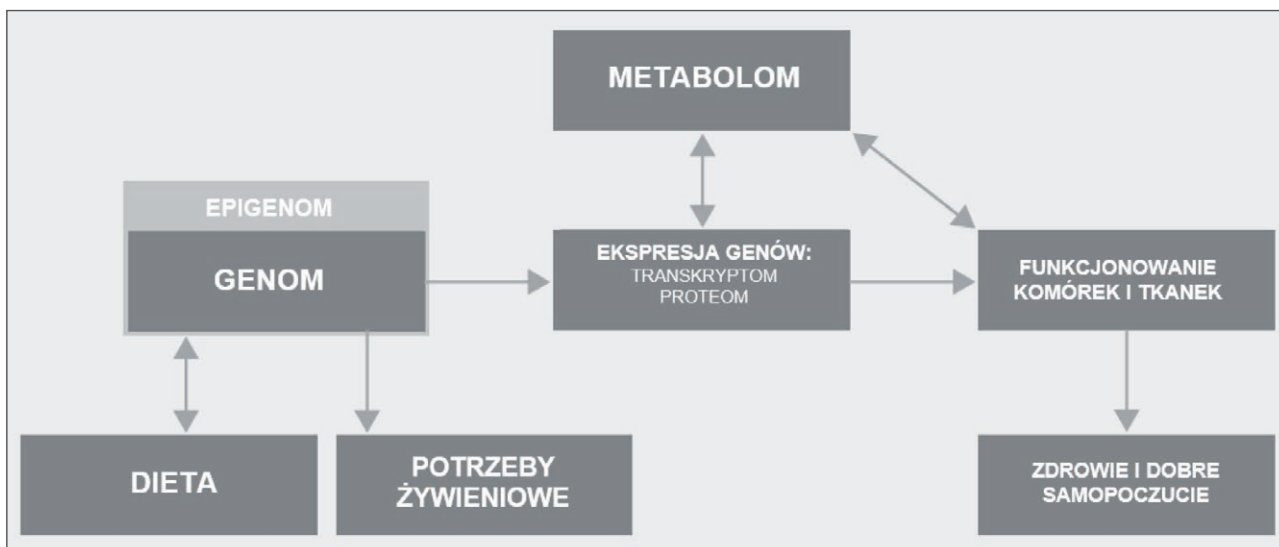 METABOLOM
EPIGENOM
GENOM
EKSPRESJA GENÓW:
TRANSKRYPTOM
PROTEOM
FUNKCJONOWANIE
KOMÓREK I TKANEK
DIETA
POTRZEBY
ŻYWIENIOWE
ZDROWIE I DOBRE
SAMOPOCZUCIE